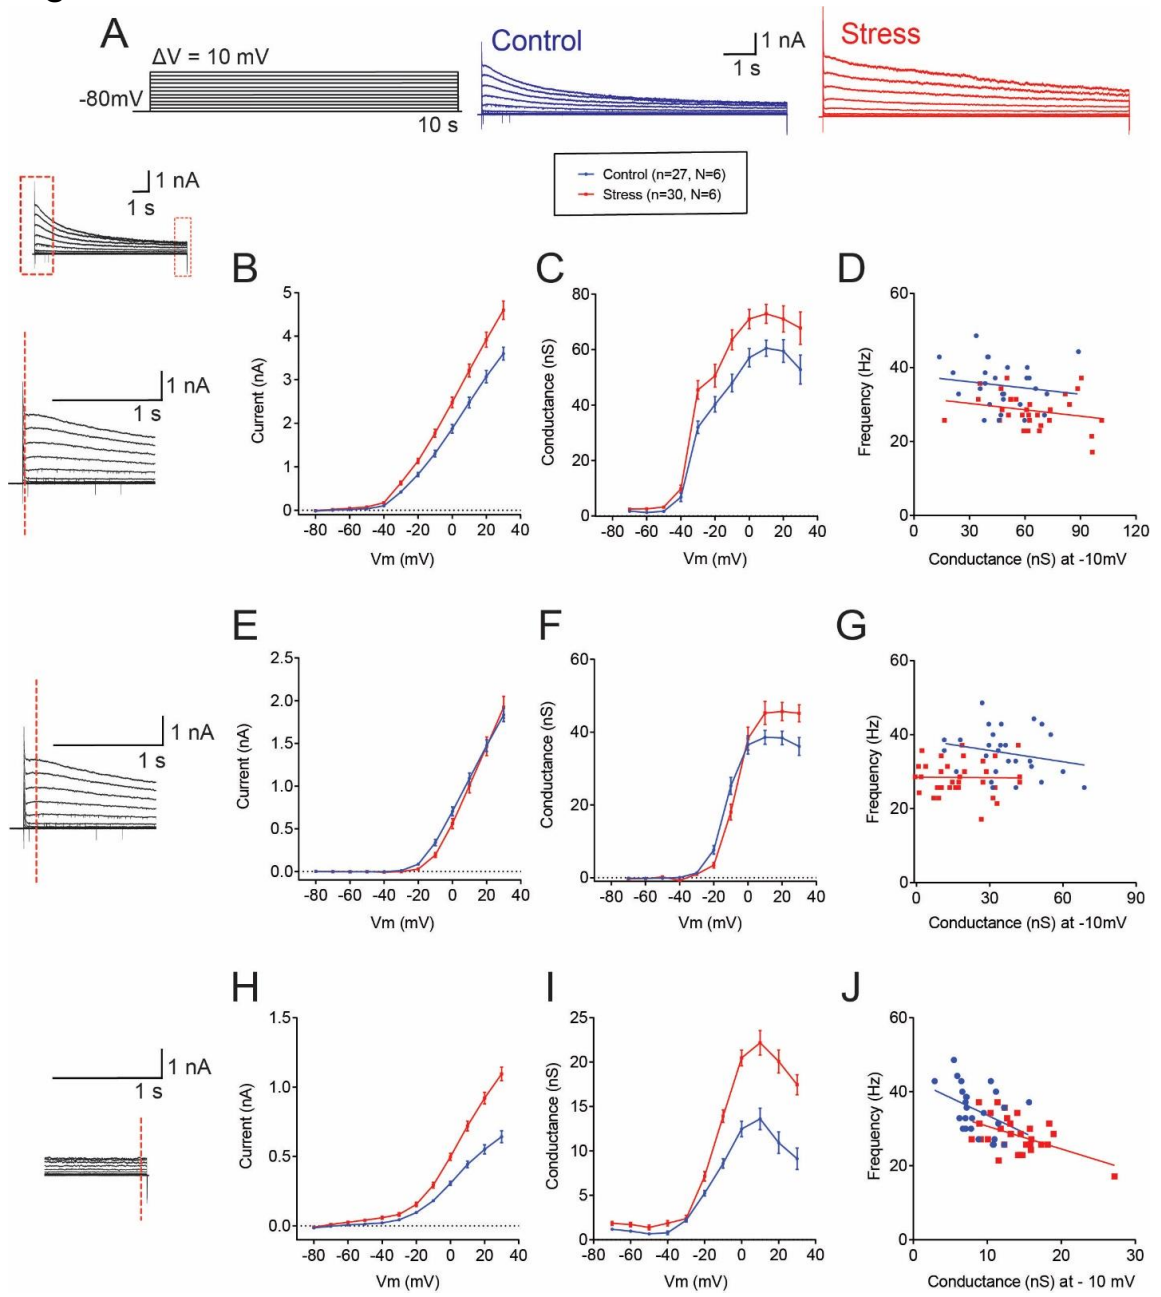 A
ΔV = 10 mV
-80mV
10 s
Control
1 nA
1 s
Stress
Control (n=27, N=6)
Stress (n=30, N=6)
1 nA
1 s
B
5
4
3
2
1
0
Current (nA)
-80 -60 -40 -20 0 20 40
Vm (mV)
C
80
60
40
20
0
Conductance (nS)
-80 -60 -40 -20 0 20 40
Vm (mV)
D
60
40
20
0
Frequency (Hz)
0 30 60 90 120
Conductance (nS) at -10mV
1 nA
1 s
E
2.5
2.0
1.5
1.0
0.5
0.0
Current (nA)
-80 -60 -40 -20 0 20 40
Vm (mV)
F
60
40
20
0
Conductance (nS)
-80 -60 -40 -20 0 20 40
Vm (mV)
G
60
40
20
0
Frequency (Hz)
0 30 60 90
Conductance (nS) at -10mV
1 nA
1 s
H
1.5
1.0
0.5
0.0
Current (nA)
-80 -60 -40 -20 0 20 40
Vm (mV)
I
25
20
15
10
5
0
Conductance (nS)
-80 -60 -40 -20 0 20 40
Vm (mV)
J
60
40
20
0
Frequency (Hz)
0 10 20 30
Conductance (nS) at - 10 mV
1 nA
1 s